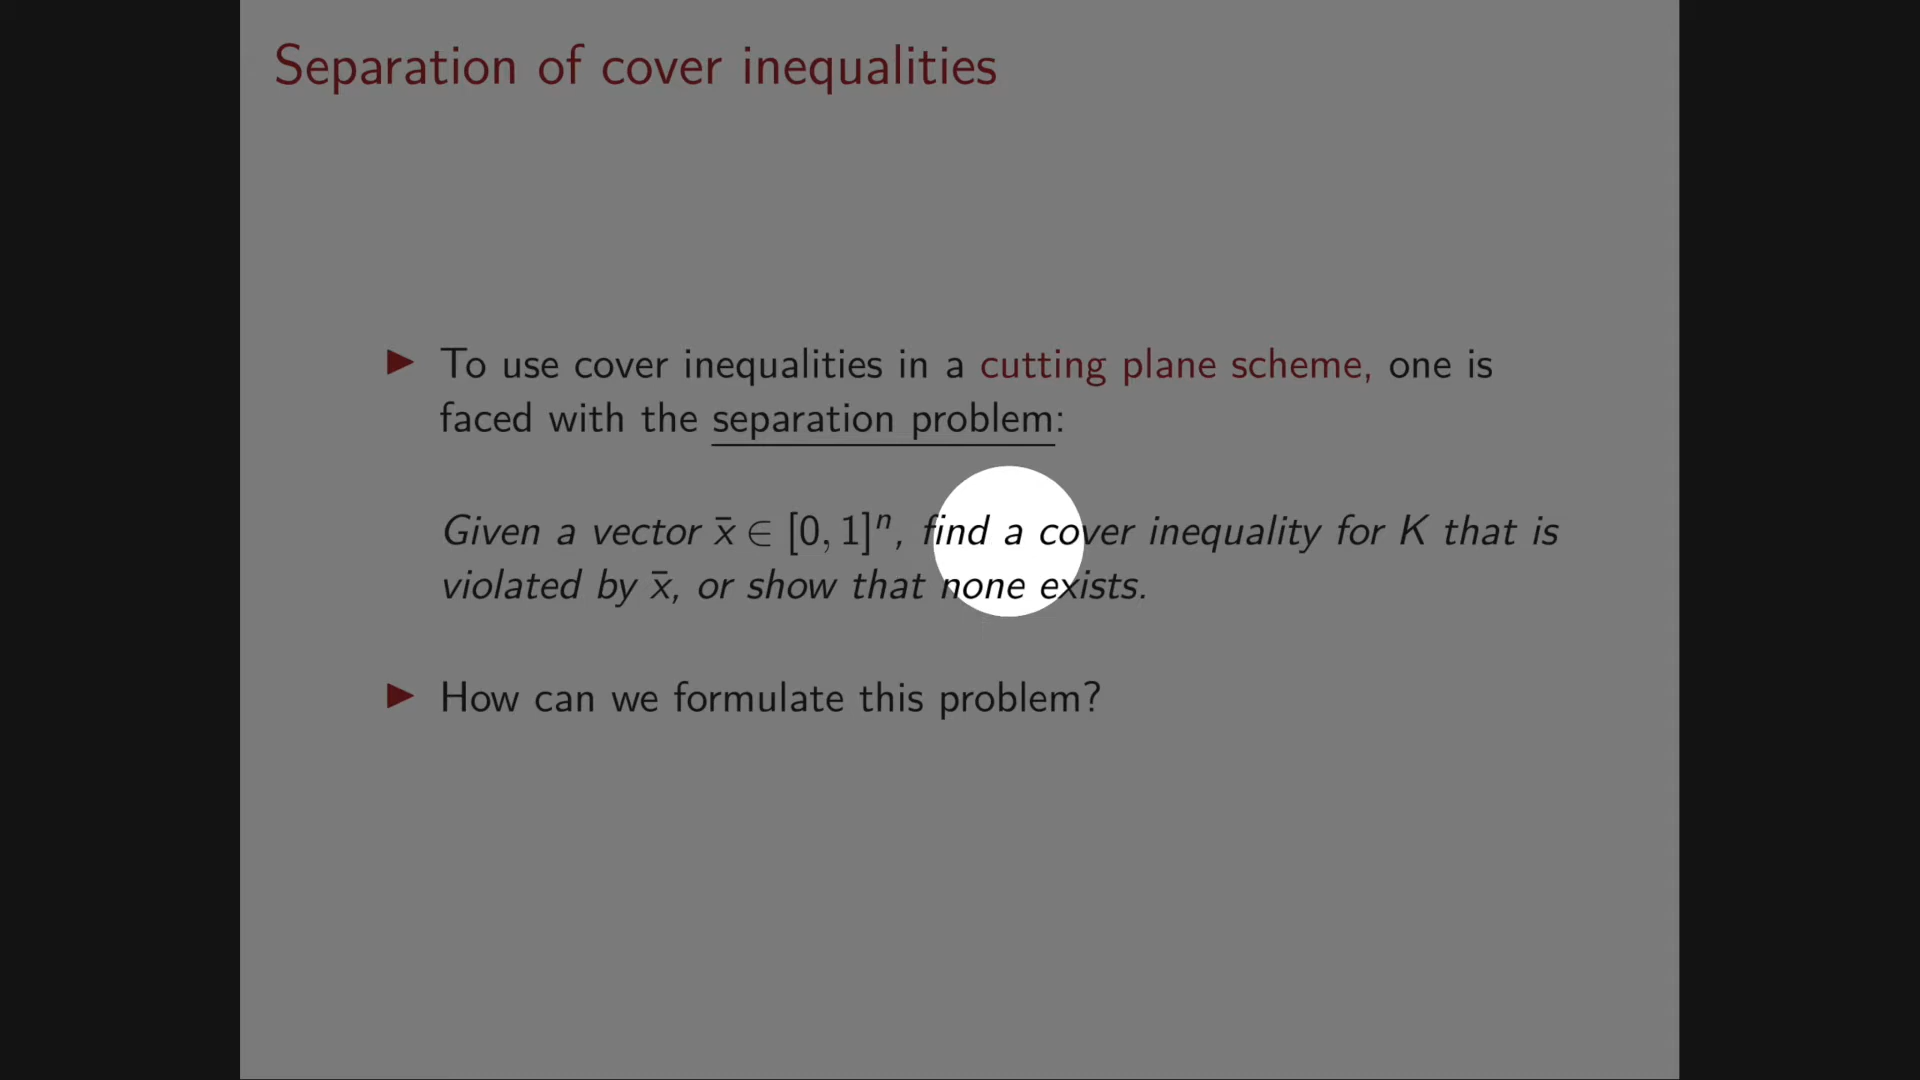 Separation of cover inequalities
▶ To use cover inequalities in a cutting plane scheme, one is
faced with the separation problem:
Given a vector x̄ ∈ [0, 1]ⁿ, find a cover inequality for K that is
violated by x̄, or show that none exists.
▶ How can we formulate this problem?